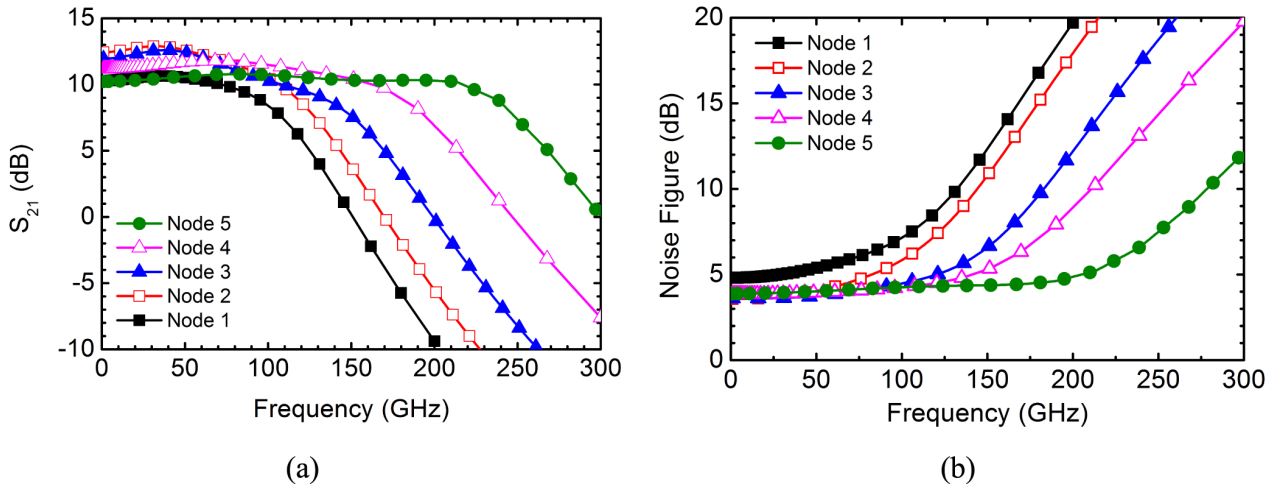 15
10
5
0
-5
-10
S21 (dB)
Node 5
Node 4
Node 3
Node 2
Node 1
0 50 100 150 200 250 300
Frequency (GHz)
(a)
20
15
10
5
0
Noise Figure (dB)
Node 1
Node 2
Node 3
Node 4
Node 5
0 50 100 150 200 250 300
Frequency (GHz)
(b)